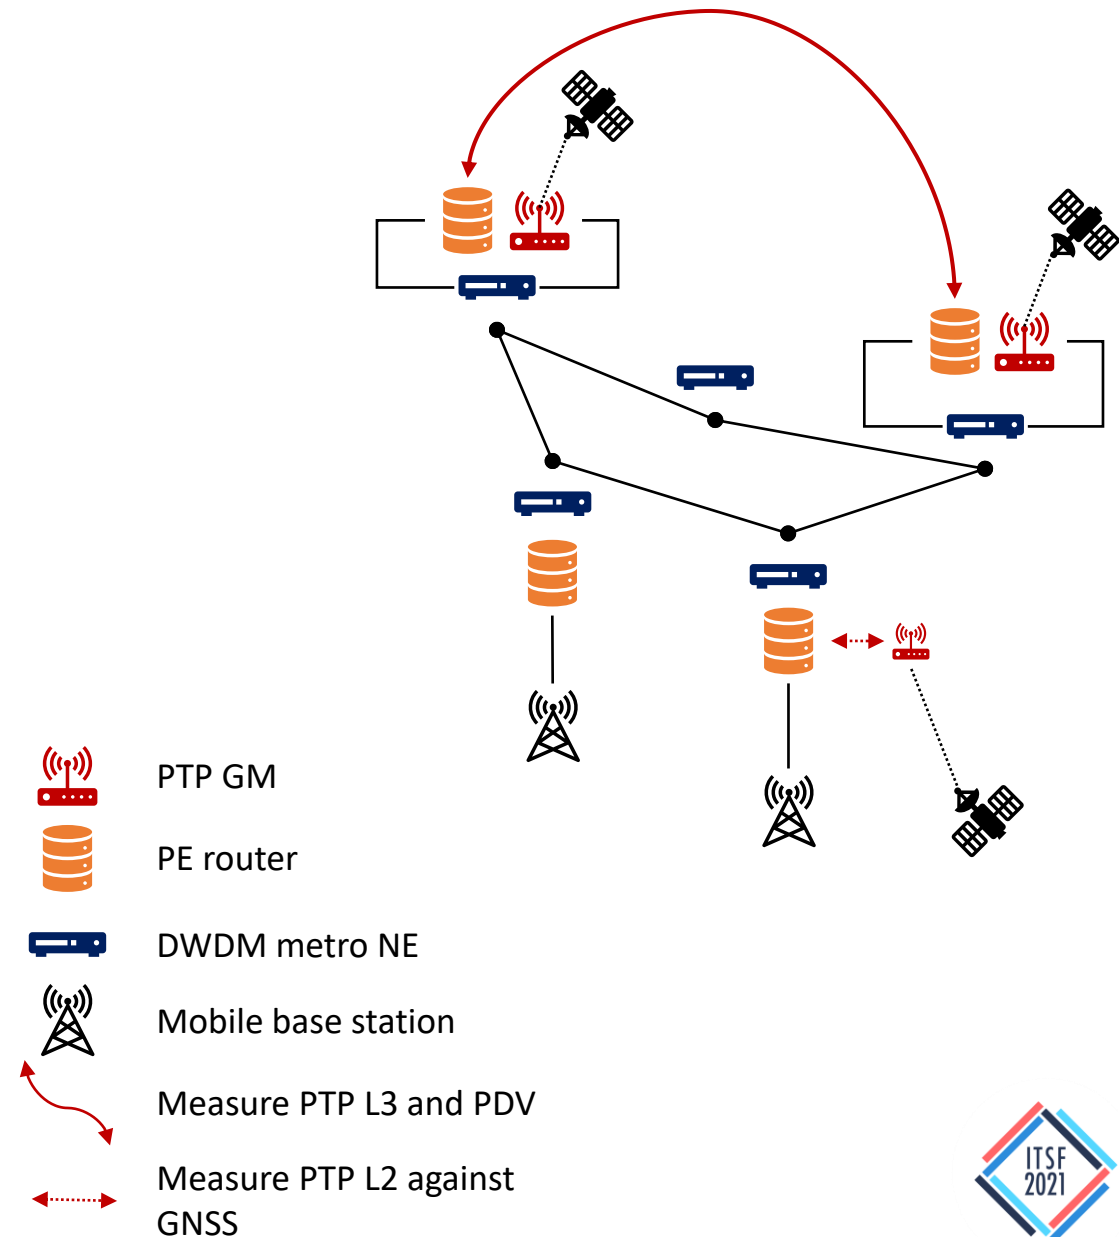 PTP GM
PE router
DWDM metro NE
Mobile base station
Measure PTP L3 and PDV
Measure PTP L2 against
GNSS
ITSF
2021